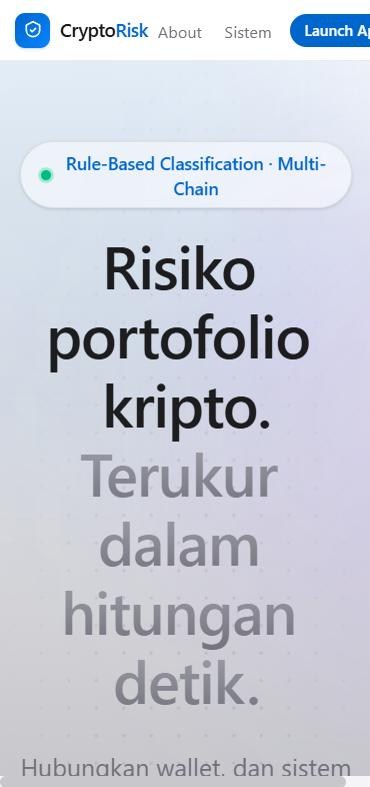 CryptoRisk About Sistem Launch Ap
Rule-Based Classification · Multi-
Chain
Risiko
portofolio
kripto.
Terukur
dalam
hitungan
detik.
Hubungkan wallet, dan sistem